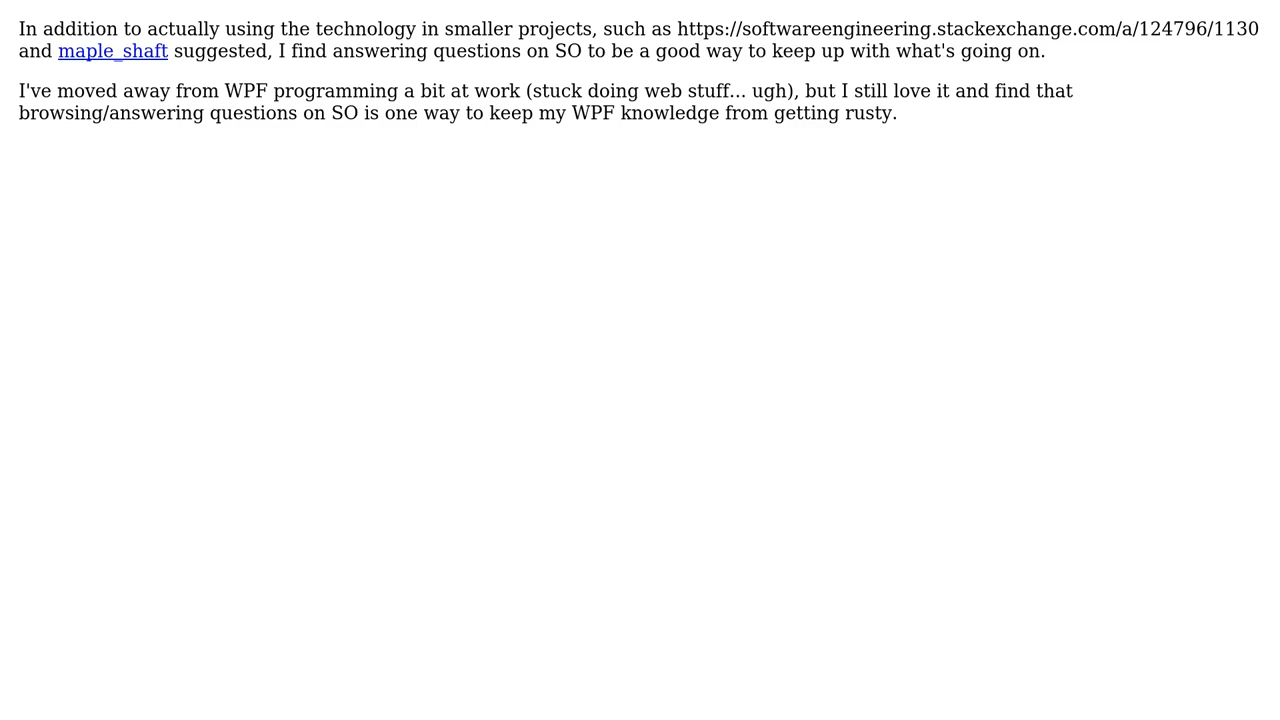 In addition to actually using the technology in smaller projects, such as https://softwareengineering.stackexchange.com/a/124796/1130
and maple_shaft suggested, I find answering questions on SO to be a good way to keep up with what's going on.
I've moved away from WPF programming a bit at work (stuck doing web stuff... ugh), but I still love it and find that
browsing/answering questions on SO is one way to keep my WPF knowledge from getting rusty.